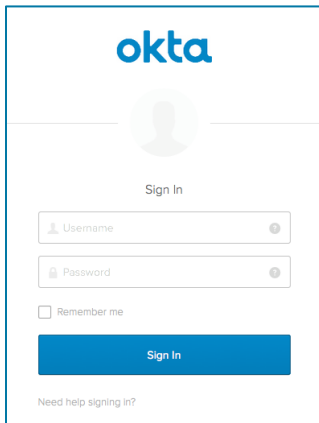 okta
Sign In
Username ?
Password ?
Remember me
Sign In
Need help signing in?